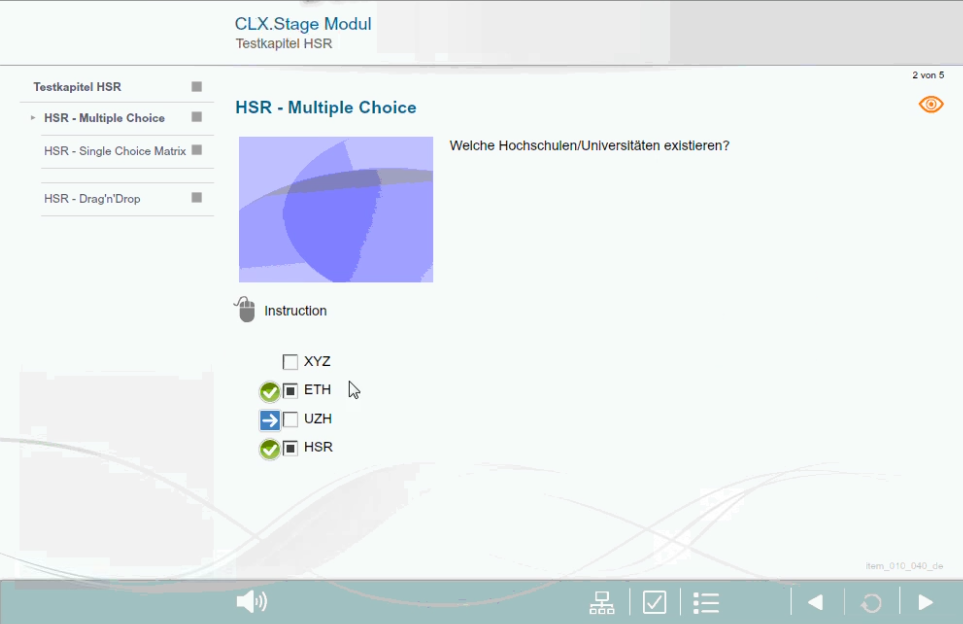 CLX.Stage Modul
Testkapitel HSR
2 von 5
Testkapitel HSR
HSR - Multiple Choice
HSR - Single Choice Matrix
HSR - Drag'n'Drop
HSR - Multiple Choice
Welche Hochschulen/Universitäten existieren?
Instruction
XYZ
ETH
UZH
HSR
item_010_040_de